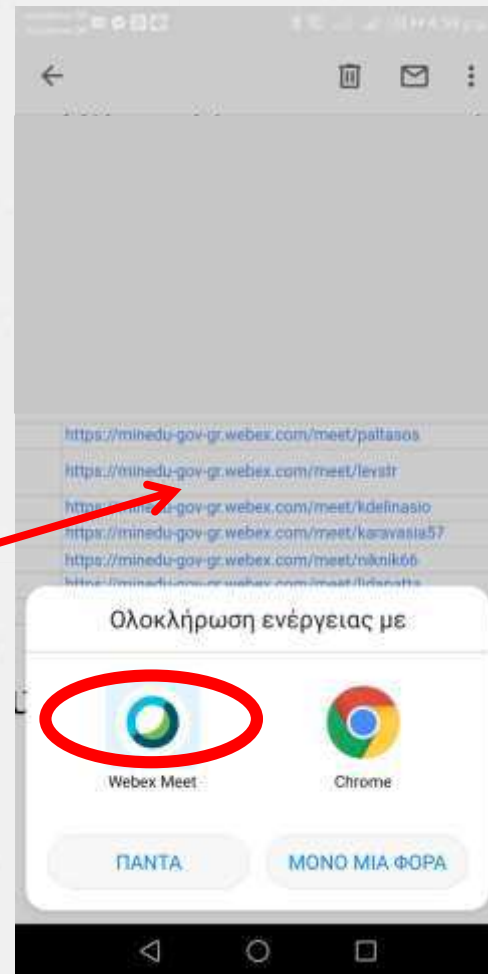 https://minedu-gov-gr.webex.com/meet/paltasos
https://minedu-gov-gr.webex.com/meet/levstr
https://minedu-gov-gr.webex.com/meet/kdelinasio
https://minedu-gov-gr.webex.com/meet/karavasia57
https://minedu-gov-gr.webex.com/meet/niknik66
Ολοκλήρωση ενέργειας με
Webex Meet
Chrome
ΠΑΝΤΑ
ΜΟΝΟ ΜΙΑ ΦΟΡΑ